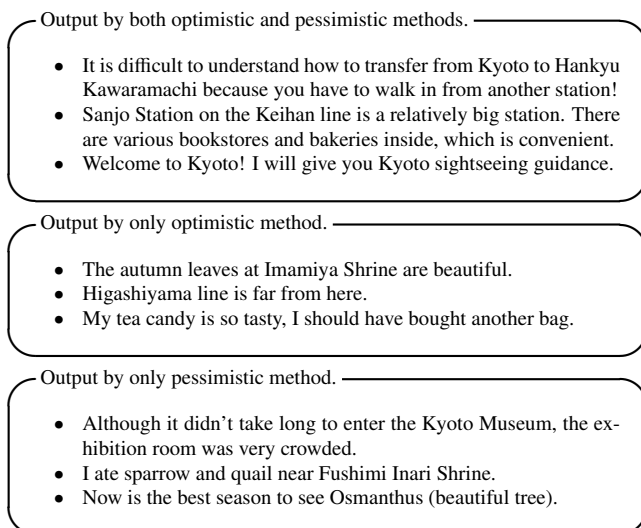 Output by both optimistic and pessimistic methods.
• It is difficult to understand how to transfer from Kyoto to Hankyu
Kawaramachi because you have to walk in from another station!
• Sanjo Station on the Keihan line is a relatively big station. There
are various bookstores and bakeries inside, which is convenient.
• Welcome to Kyoto! I will give you Kyoto sightseeing guidance.
Output by only optimistic method.
• The autumn leaves at Imamiya Shrine are beautiful.
• Higashiyama line is far from here.
• My tea candy is so tasty, I should have bought another bag.
Output by only pessimistic method.
• Although it didn't take long to enter the Kyoto Museum, the ex-
hibition room was very crowded.
• I ate sparrow and quail near Fushimi Inari Shrine.
• Now is the best season to see Osmanthus (beautiful tree).